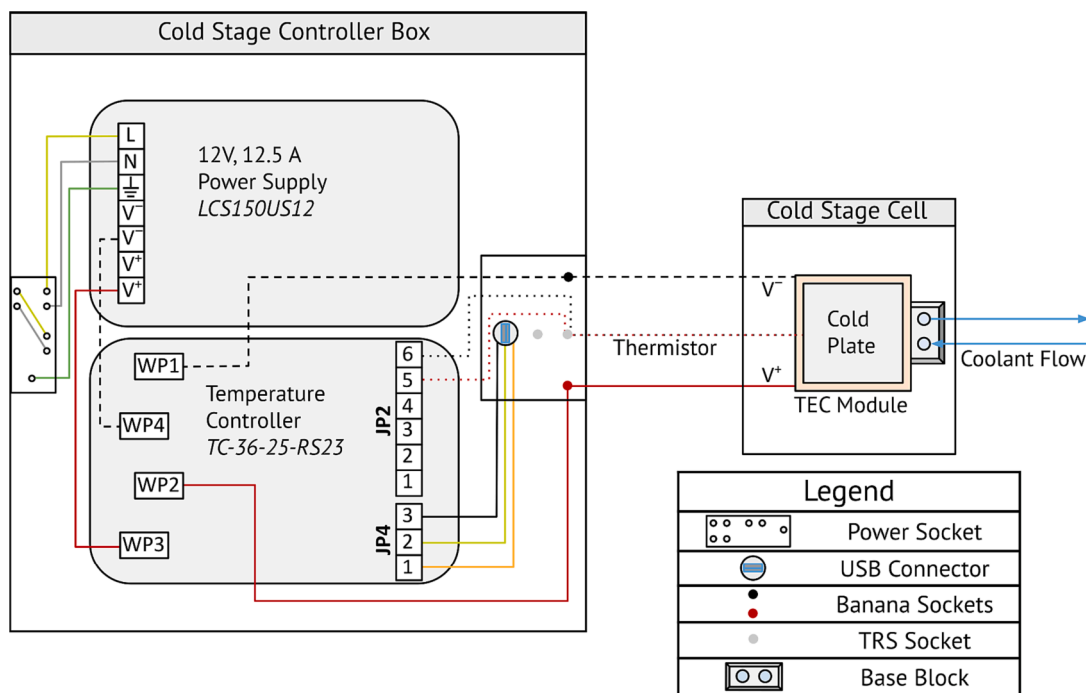 Cold Stage Controller Box
L
N
V⁻
V⁻
V⁺
V⁺
12V, 12.5 A
Power Supply
LCS150US12
WP1
WP4
WP2
WP3
Temperature
Controller
TC-36-25-RS23
JP2
6
5
4
3
2
1
JP4
3
2
1
Thermistor
Cold Stage Cell
V⁻
V⁺
Cold
Plate
TEC Module
Coolant Flow
Legend
Power Socket
USB Connector
Banana Sockets
TRS Socket
Base Block